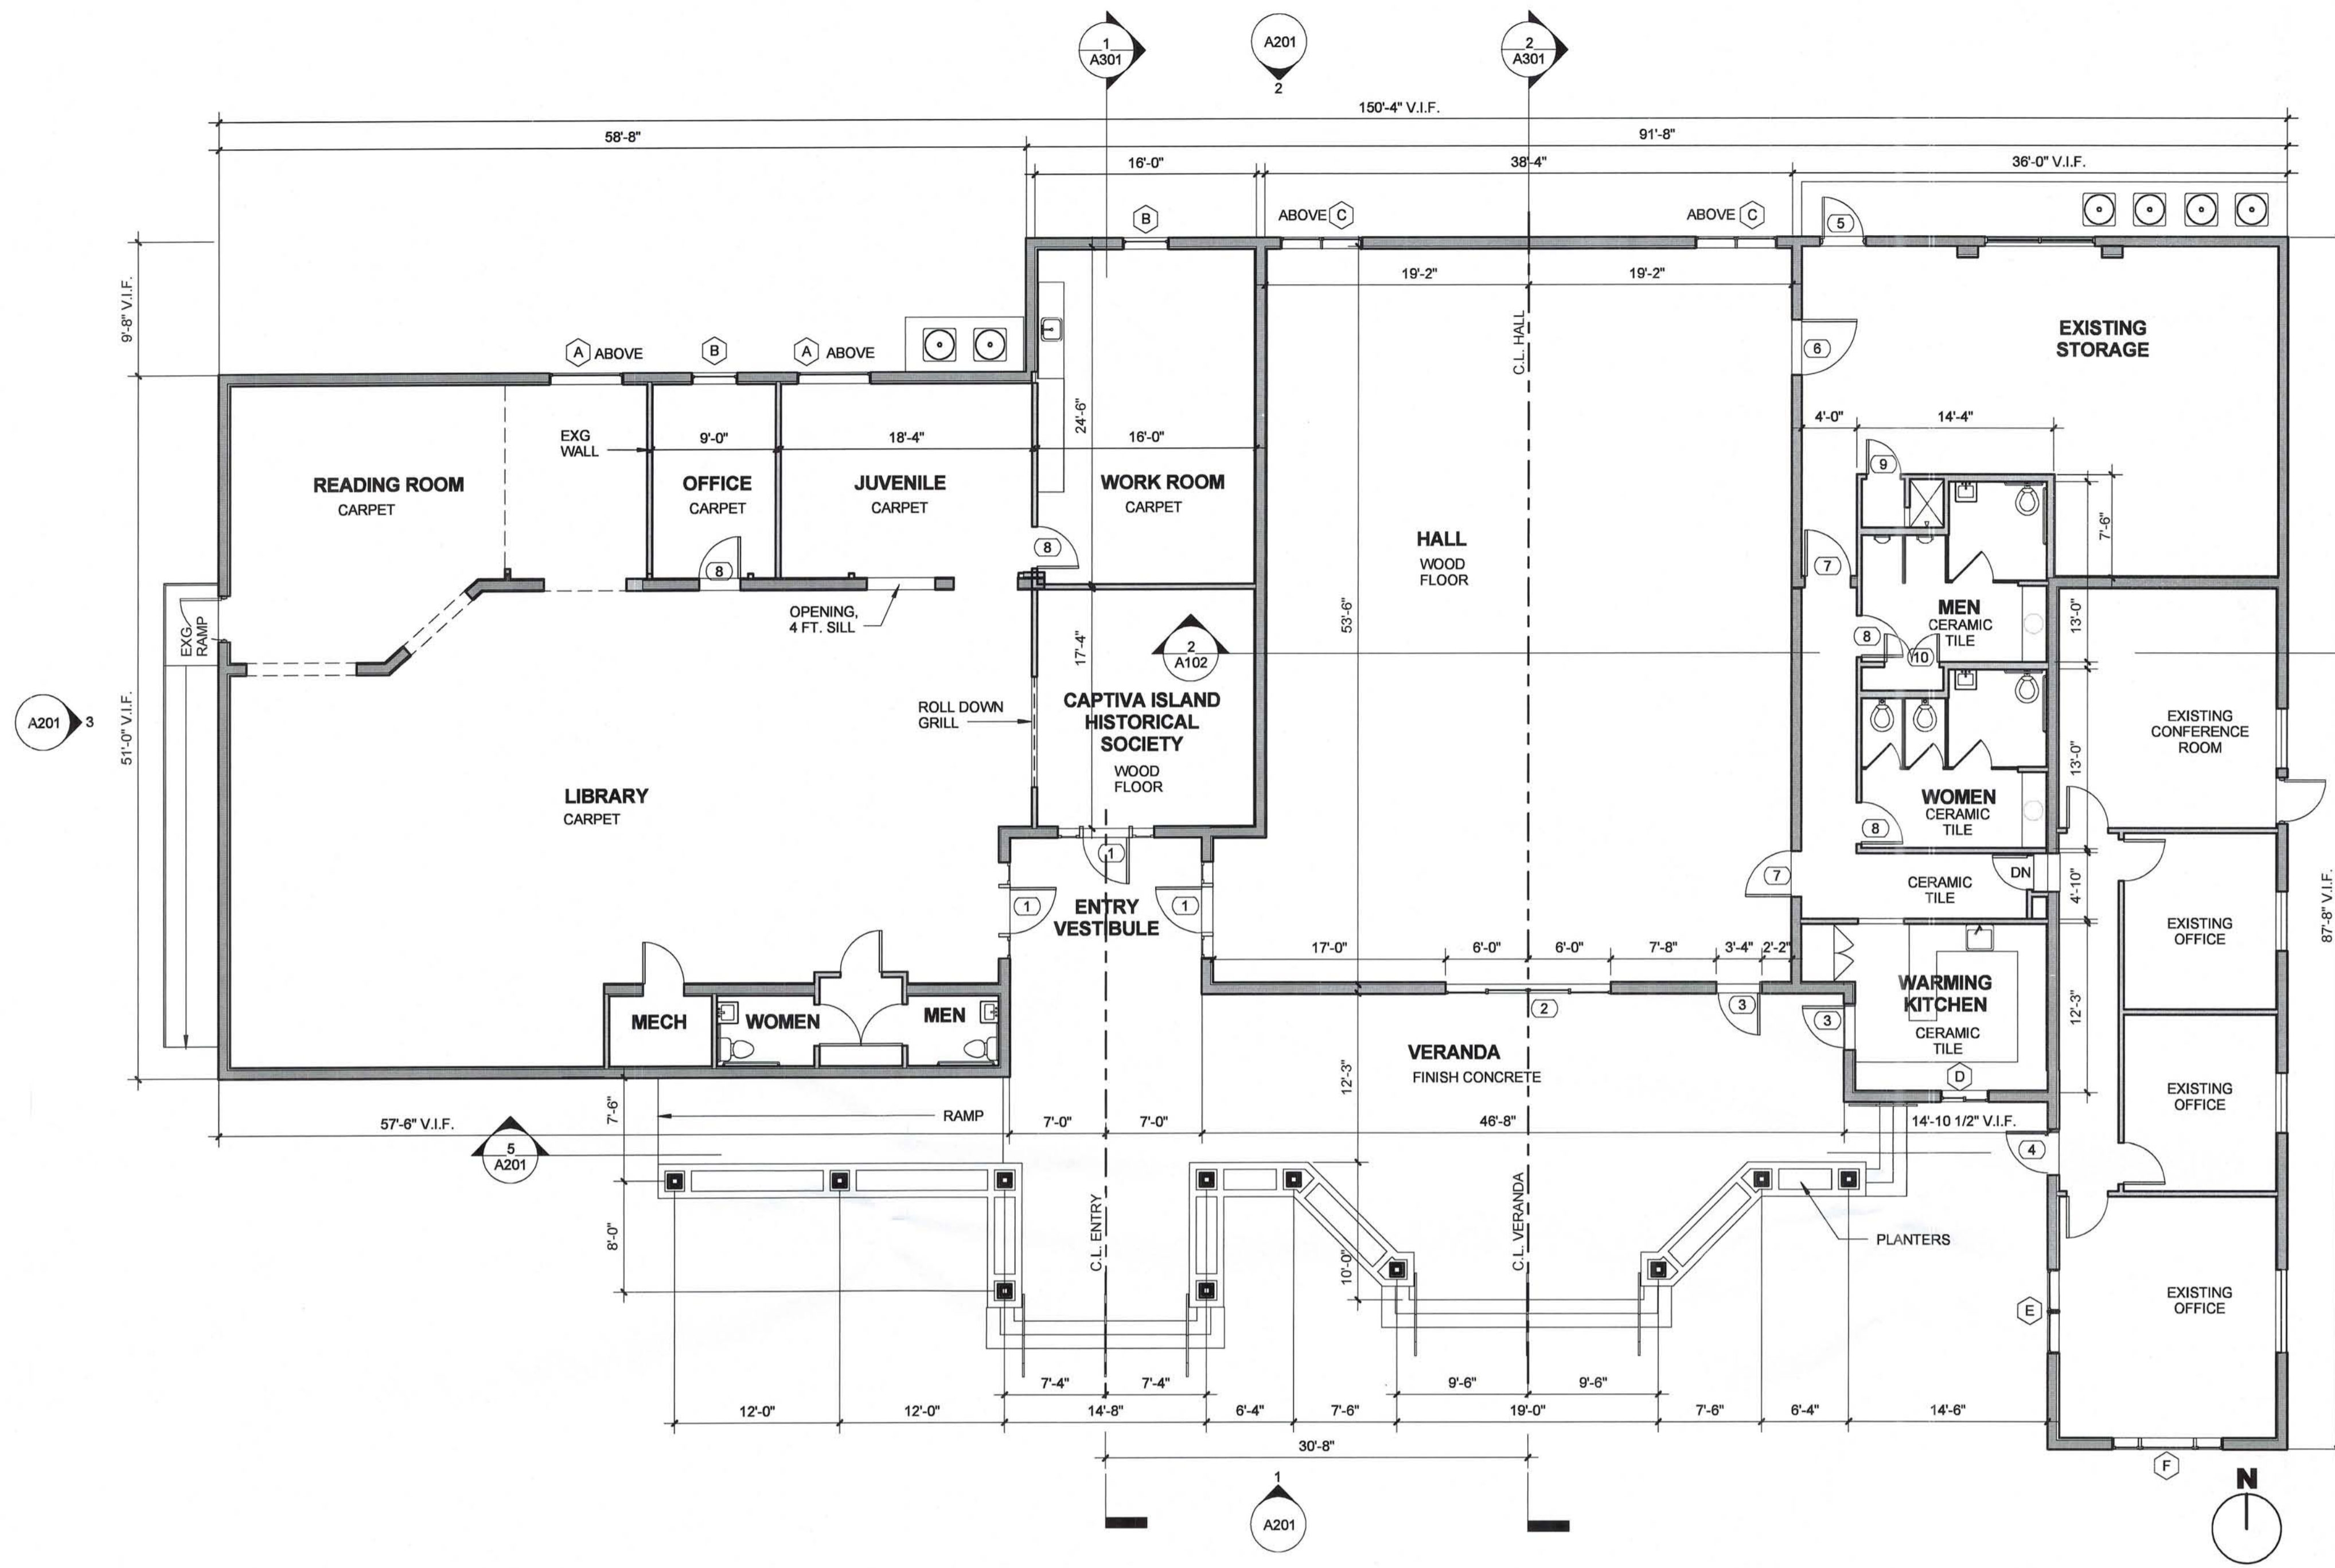 1
A301
A201
2
2
A301
150'-4" V.I.F.
58'-8"
91'-8"
16'-0"
38'-4"
36'-0" V.I.F.
B
ABOVE C
ABOVE C
5
19'-2"
19'-2"
9'-8" V.I.F.
C.L. HALL
EXISTING
STORAGE
6
A ABOVE
B
A ABOVE
24'-6"
4'-0"
14'-4"
EXG
WALL
9'-0"
18'-4"
16'-0"
9
READING ROOM
CARPET
OFFICE
CARPET
JUVENILE
CARPET
WORK ROOM
CARPET
7'-6"
HALL
WOOD
FLOOR
8
8
7
OPENING,
4 FT. SILL
53'-6"
MEN
CERAMIC
TILE
13'-0"
EXG.
RAMP
17'-4"
2
A102
8
10
CAPTIVA ISLAND
HISTORICAL
SOCIETY
WOOD
FLOOR
ROLL DOWN
GRILL
A201
3
51'-0" V.I.F.
EXISTING
CONFERENCE
ROOM
13'-0"
LIBRARY
CARPET
WOMEN
CERAMIC
TILE
8
1
7
DN
CERAMIC
TILE
4'-10"
1
1
ENTRY
VESTIBULE
EXISTING
OFFICE
87'-8" V.I.F.
17'-0"
6'-0"
6'-0"
7'-8"
3'-4"
2'-2"
WARMING
KITCHEN
CERAMIC
TILE
12'-3"
MECH
WOMEN
MEN
2
3
3
VERANDA
FINISH CONCRETE
12'-3"
D
EXISTING
OFFICE
7'-6"
RAMP
57'-6" V.I.F.
7'-0"
7'-0"
46'-8"
14'-10 1/2" V.I.F.
5
A201
4
8'-0"
C.L. ENTRY
C.L. VERANDA
10'-0"
PLANTERS
EXISTING
OFFICE
E
7'-4"
7'-4"
9'-6"
9'-6"
12'-0"
12'-0"
14'-8"
6'-4"
7'-6"
19'-0"
7'-6"
6'-4"
14'-6"
30'-8"
F
1
A201
N